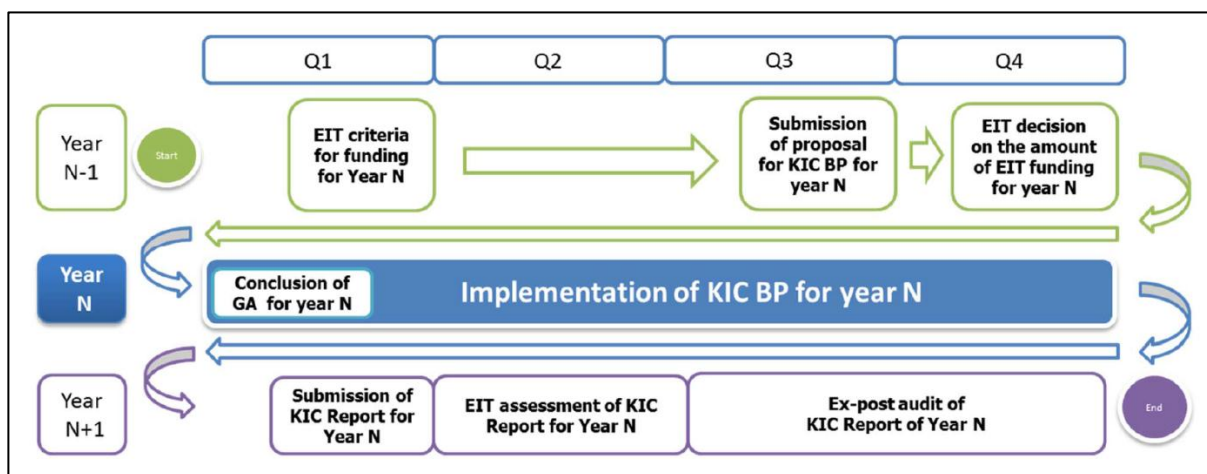 Q1
Q2
Q3
Q4
Year
N-1
Start
EIT criteria
for funding
for Year N
Submission
of proposal
for KIC BP for
year N
EIT decision
on the amount
of EIT funding
for year N
Year
N
Conclusion of
GA for year N
Implementation of KIC BP for year N
Year
N+1
Submission of
KIC Report for
Year N
EIT assessment of KIC
Report for Year N
Ex-post audit of
KIC Report of Year N
End